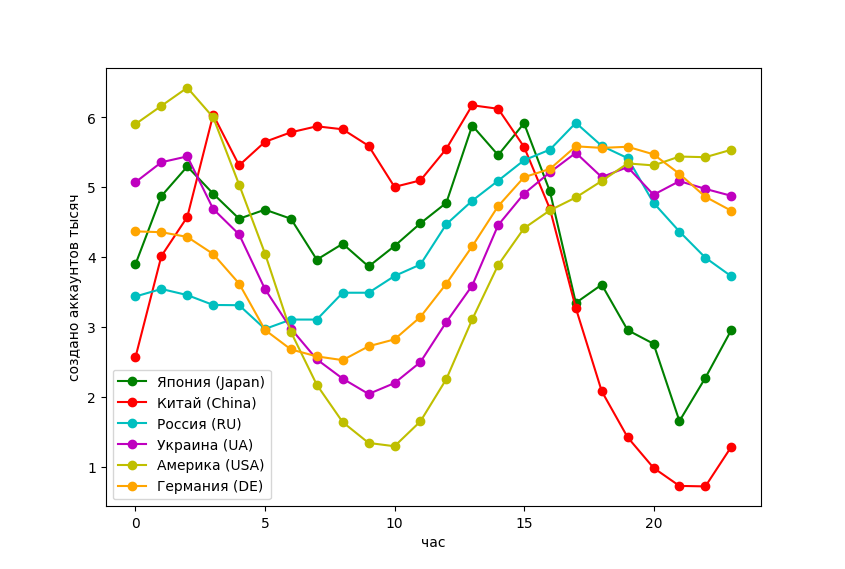 создано аккаунтов тысяч
6
5
4
3
2
1
Япония (Japan)
Китай (China)
Россия (RU)
Украина (UA)
Америка (USA)
Германия (DE)
0 5 10 15 20
час